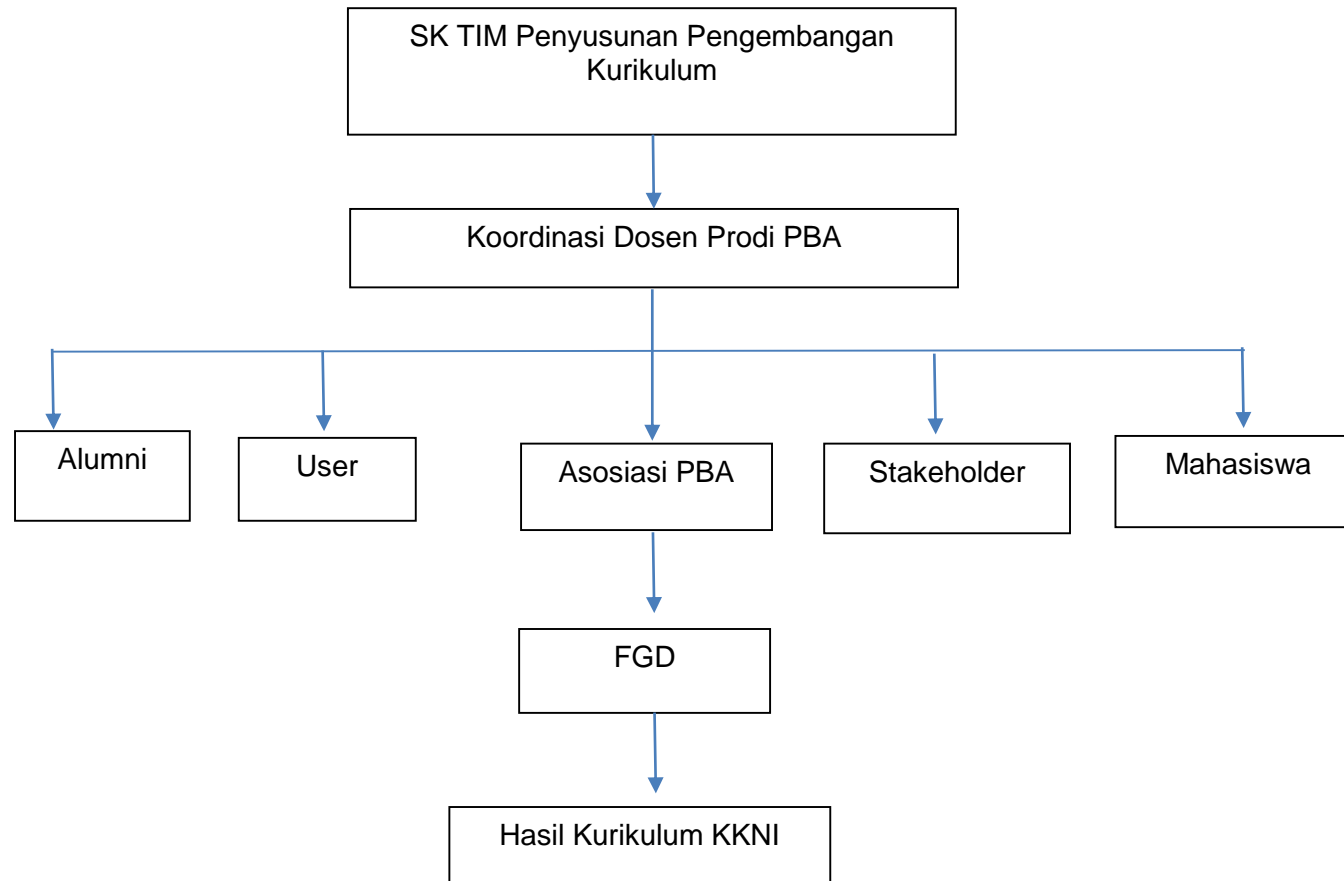 SK TIM Penyusunan Pengembangan
Kurikulum
Koordinasi Dosen Prodi PBA
Alumni
User
Asosiasi PBA
Stakeholder
Mahasiswa
FGD
Hasil Kurikulum KKNI